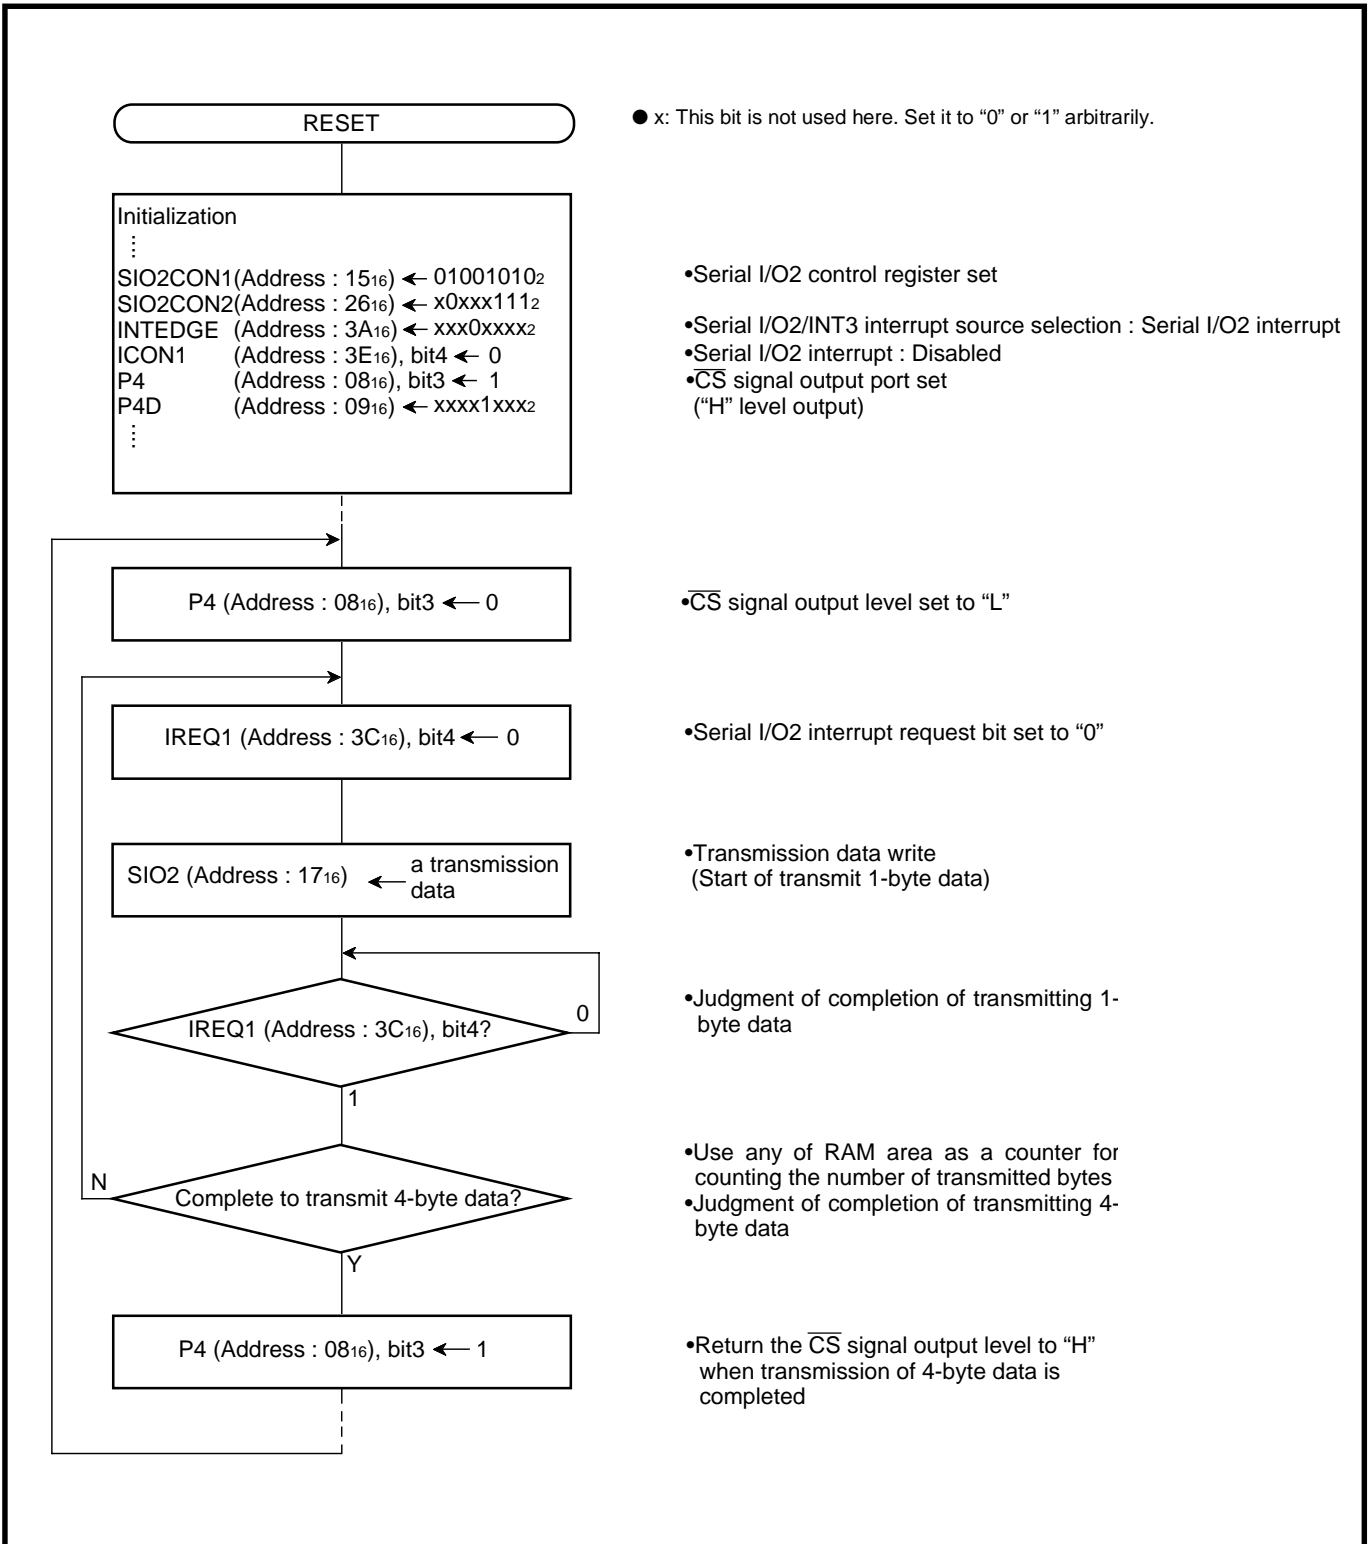 RESET
● x: This bit is not used here. Set it to “0” or “1” arbitrarily.
Initialization
⋮
SIO2CON1(Address : 15₁₆) ← 01001010₂
•Serial I/O2 control register set
SIO2CON2(Address : 26₁₆) ← x0xxx111₂
INTEDGE (Address : 3A₁₆) ← xxx0xxxx₂
•Serial I/O2/INT3 interrupt source selection : Serial I/O2 interrupt
ICON1 (Address : 3E₁₆), bit4 ← 0
•Serial I/O2 interrupt : Disabled
P4 (Address : 08₁₆), bit3 ← 1
•C̅S̅ signal output port set
P4D (Address : 09₁₆) ← xxxx1xxx₂
(“H” level output)
⋮
P4 (Address : 08₁₆), bit3 ← 0
•C̅S̅ signal output level set to “L”
IREQ1 (Address : 3C₁₆), bit4 ← 0
•Serial I/O2 interrupt request bit set to “0”
SIO2 (Address : 17₁₆) ← a transmission
data
•Transmission data write
(Start of transmit 1-byte data)
IREQ1 (Address : 3C₁₆), bit4?
0
•Judgment of completion of transmitting 1-
byte data
1
N
Complete to transmit 4-byte data?
•Use any of RAM area as a counter for
counting the number of transmitted bytes
•Judgment of completion of transmitting 4-
byte data
Y
P4 (Address : 08₁₆), bit3 ← 1
•Return the C̅S̅ signal output level to “H”
when transmission of 4-byte data is
completed